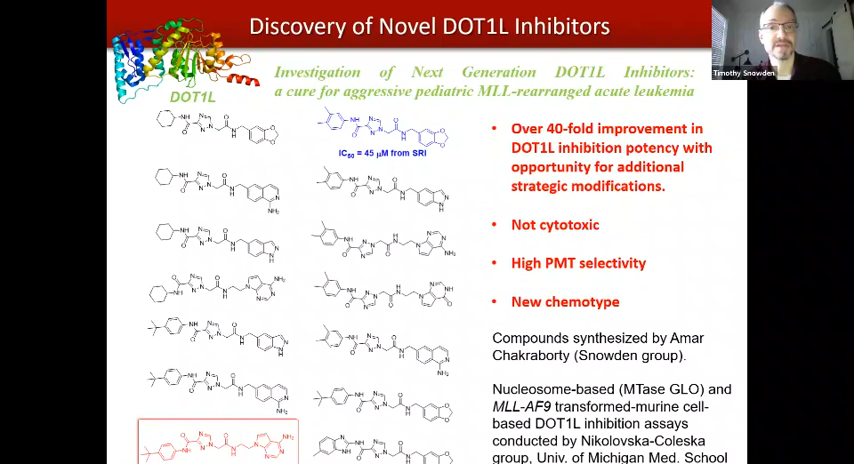 Discovery of Novel DOT1L Inhibitors
Timothy Snowden
DOT1L
Investigation of Next Generation DOT1L Inhibitors:
a cure for aggressive pediatric MLL-rearranged acute leukemia
IC50 = 45 µM from SRI
• Over 40-fold improvement in
DOT1L inhibition potency with
opportunity for additional
strategic modifications.
• Not cytotoxic
• High PMT selectivity
• New chemotype
Compounds synthesized by Amar
Chakraborty (Snowden group).
Nucleosome-based (MTase GLO) and
MLL-AF9 transformed-murine cell-
based DOT1L inhibition assays
conducted by Nikolovska-Coleska
group, Univ. of Michigan Med. School